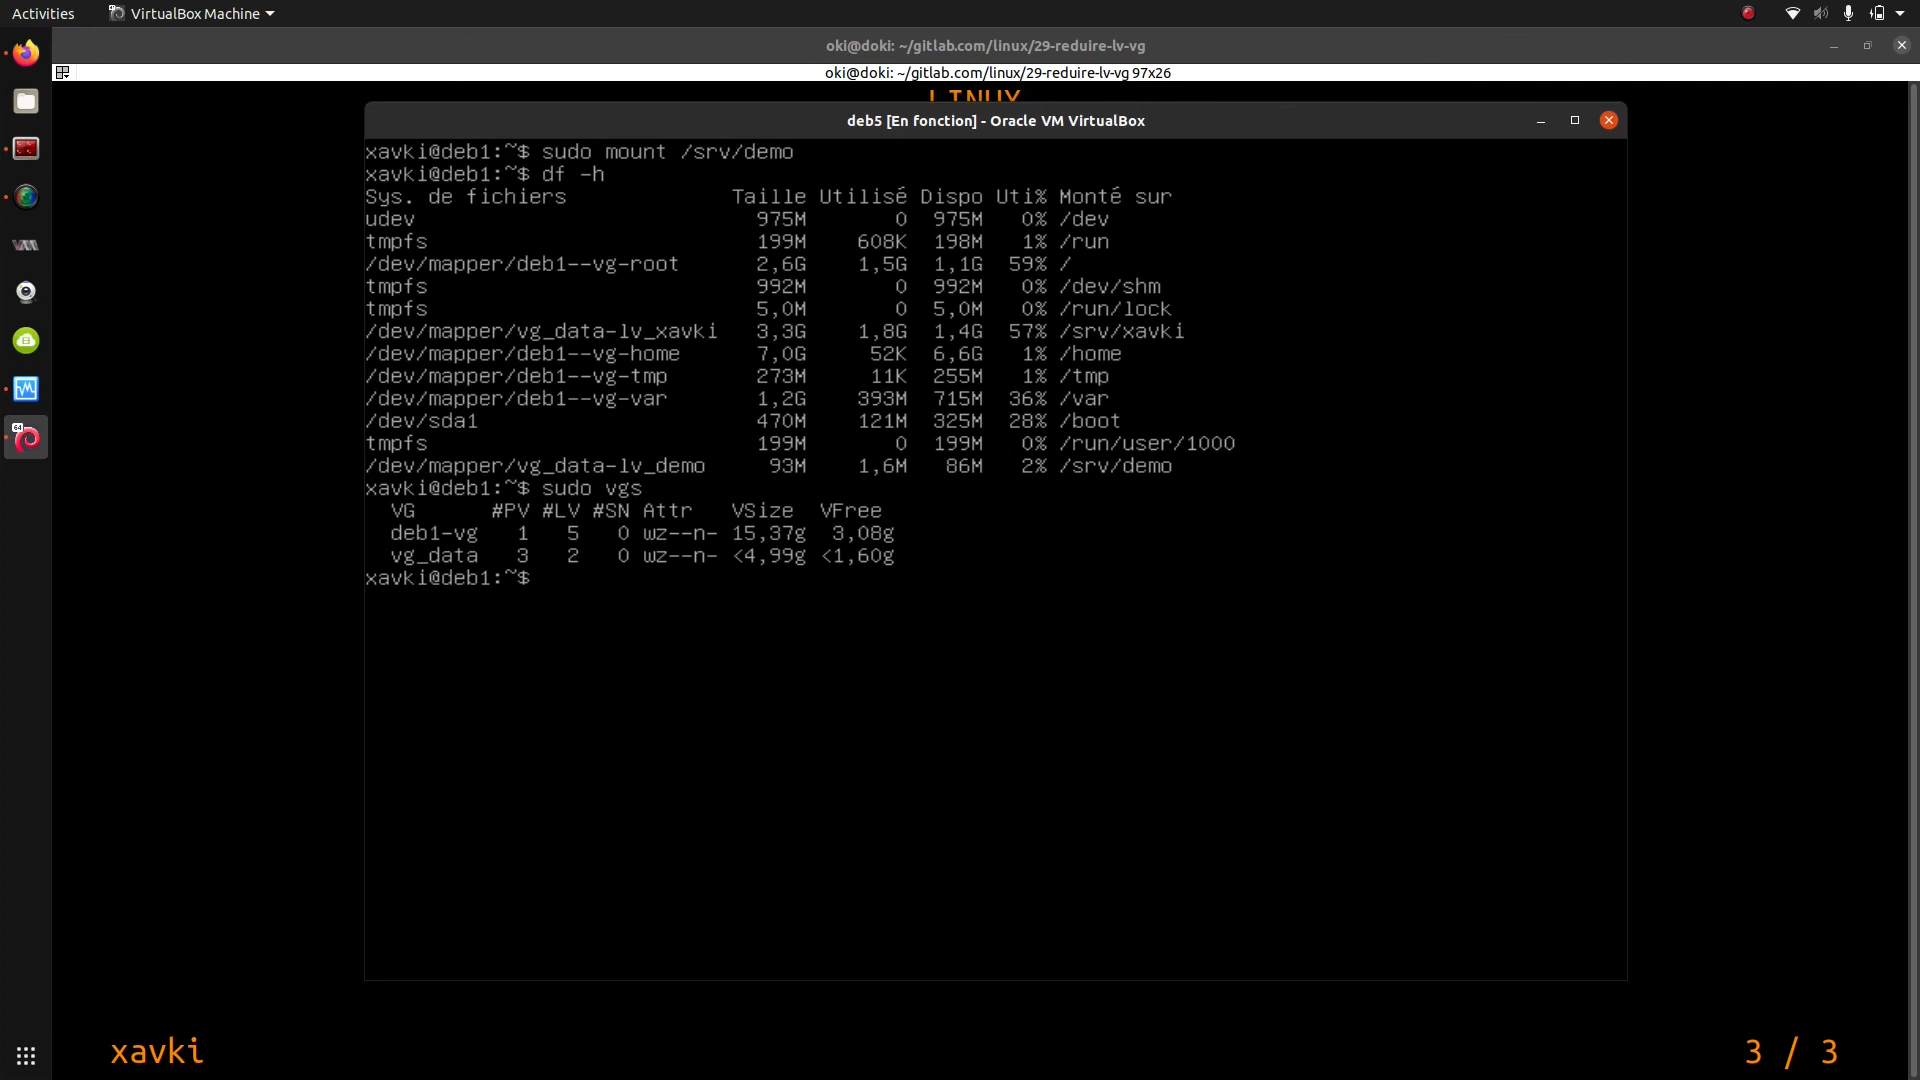 Activities
VirtualBox Machine
oki@doki: ~/gitlab.com/linux/29-reduire-lv-vg
oki@doki: ~/gitlab.com/linux/29-reduire-lv-vg 97x26
LINUX
deb5 [En fonction] - Oracle VM VirtualBox
xavki@deb1:~$ sudo mount /srv/demo
xavki@deb1:~$ df -h
Sys. de fichiers Taille Utilisé Dispo Uti% Monté sur
udev 975M 0 975M 0% /dev
tmpfs 199M 608K 198M 1% /run
/dev/mapper/deb1--vg-root 2,6G 1,5G 1,1G 59% /
tmpfs 992M 0 992M 0% /dev/shm
tmpfs 5,0M 0 5,0M 0% /run/lock
/dev/mapper/vg_data-lv_xavki 3,3G 1,8G 1,4G 57% /srv/xavki
/dev/mapper/deb1--vg-home 7,0G 52K 6,6G 1% /home
/dev/mapper/deb1--vg-tmp 273M 11K 255M 1% /tmp
/dev/mapper/deb1--vg-var 1,2G 393M 715M 36% /var
/dev/sda1 470M 121M 325M 28% /boot
tmpfs 199M 0 199M 0% /run/user/1000
/dev/mapper/vg_data-lv_demo 93M 1,6M 86M 2% /srv/demo
xavki@deb1:~$ sudo vgs
VG #PV #LV #SN Attr VSize VFree
deb1-vg 1 5 0 wz--n- 15,37g 3,08g
vg_data 3 2 0 wz--n- <4,99g <1,60g
xavki@deb1:~$
64
xavki
3 / 3